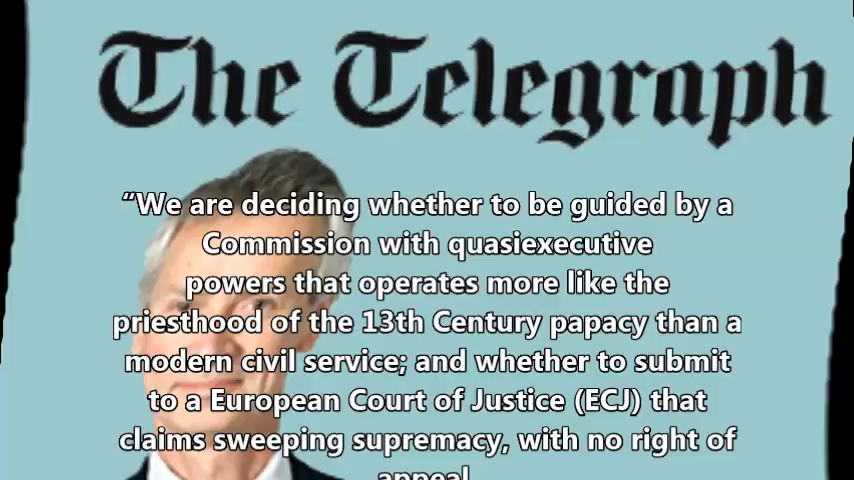 The Telegraph
“We are deciding whether to be guided by a
Commission with quasiexecutive
powers that operates more like the
priesthood of the 13th Century papacy than a
modern civil service; and whether to submit
to a European Court of Justice (ECJ) that
claims sweeping supremacy, with no right of
appeal